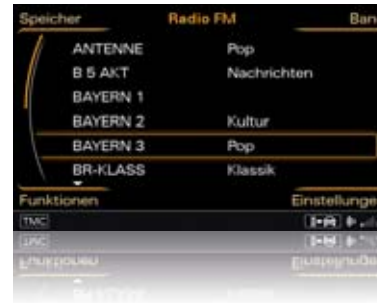 Speicher Radio FM Ban
ANTENNE Pop
B 5 AKT Nachrichten
BAYERN 1
BAYERN 2 Kultur
BAYERN 3 Pop
BR-KLASS Klassik
Funktionen Einstellunge
TMC